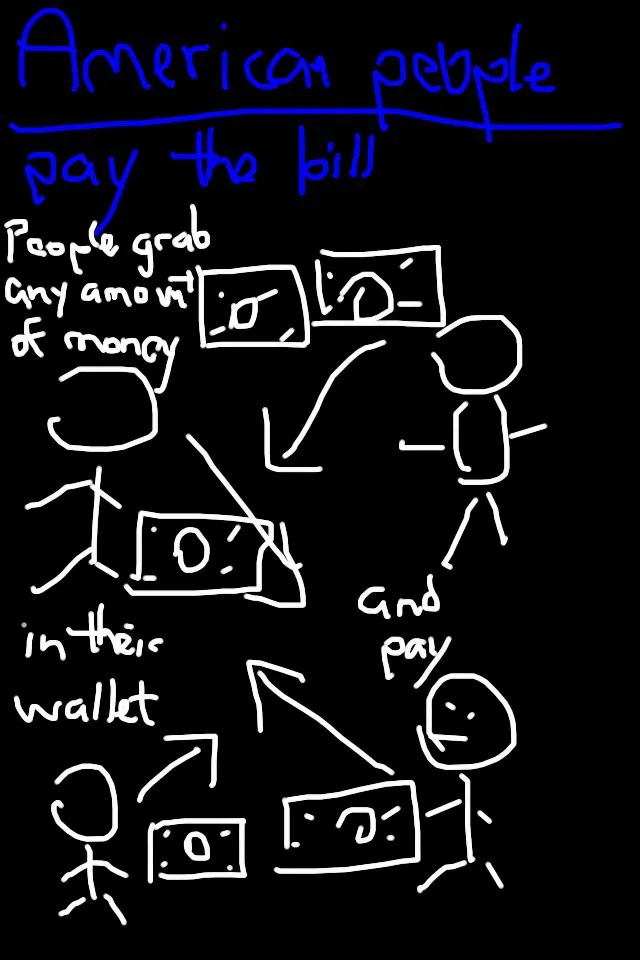 American people
pay the bill
People grab
any amount
of money
in their
wallet
and
pay